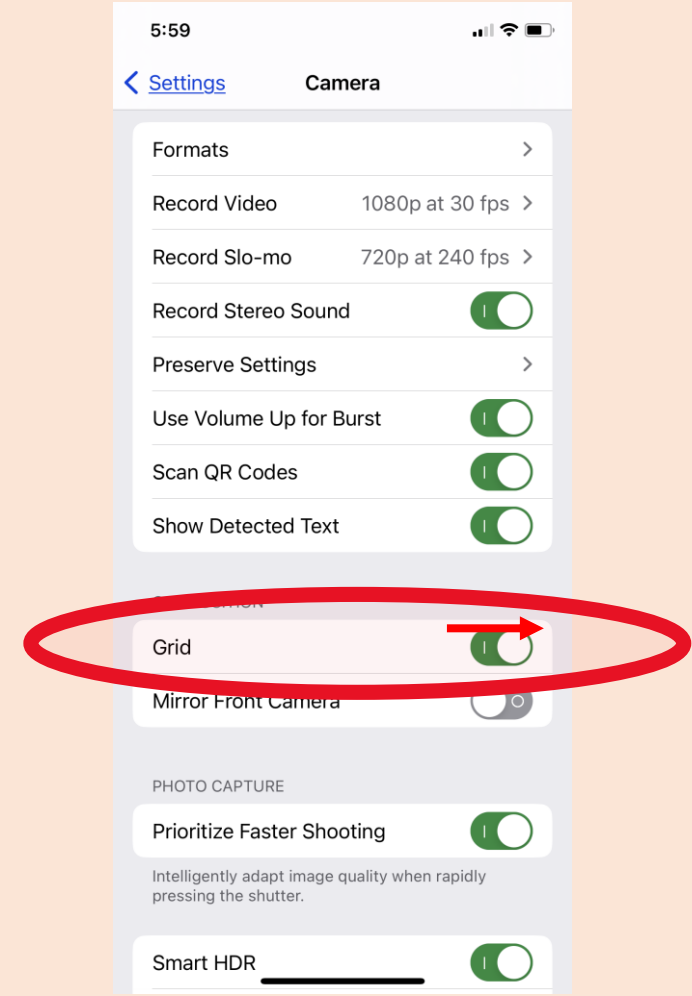 5:59
Settings Camera
Formats
Record Video 1080p at 30 fps
Record Slo-mo 720p at 240 fps
Record Stereo Sound
Preserve Settings
Use Volume Up for Burst
Scan QR Codes
Show Detected Text
Grid
Mirror Front Camera
PHOTO CAPTURE
Prioritize Faster Shooting
Intelligently adapt image quality when rapidly
pressing the shutter.
Smart HDR